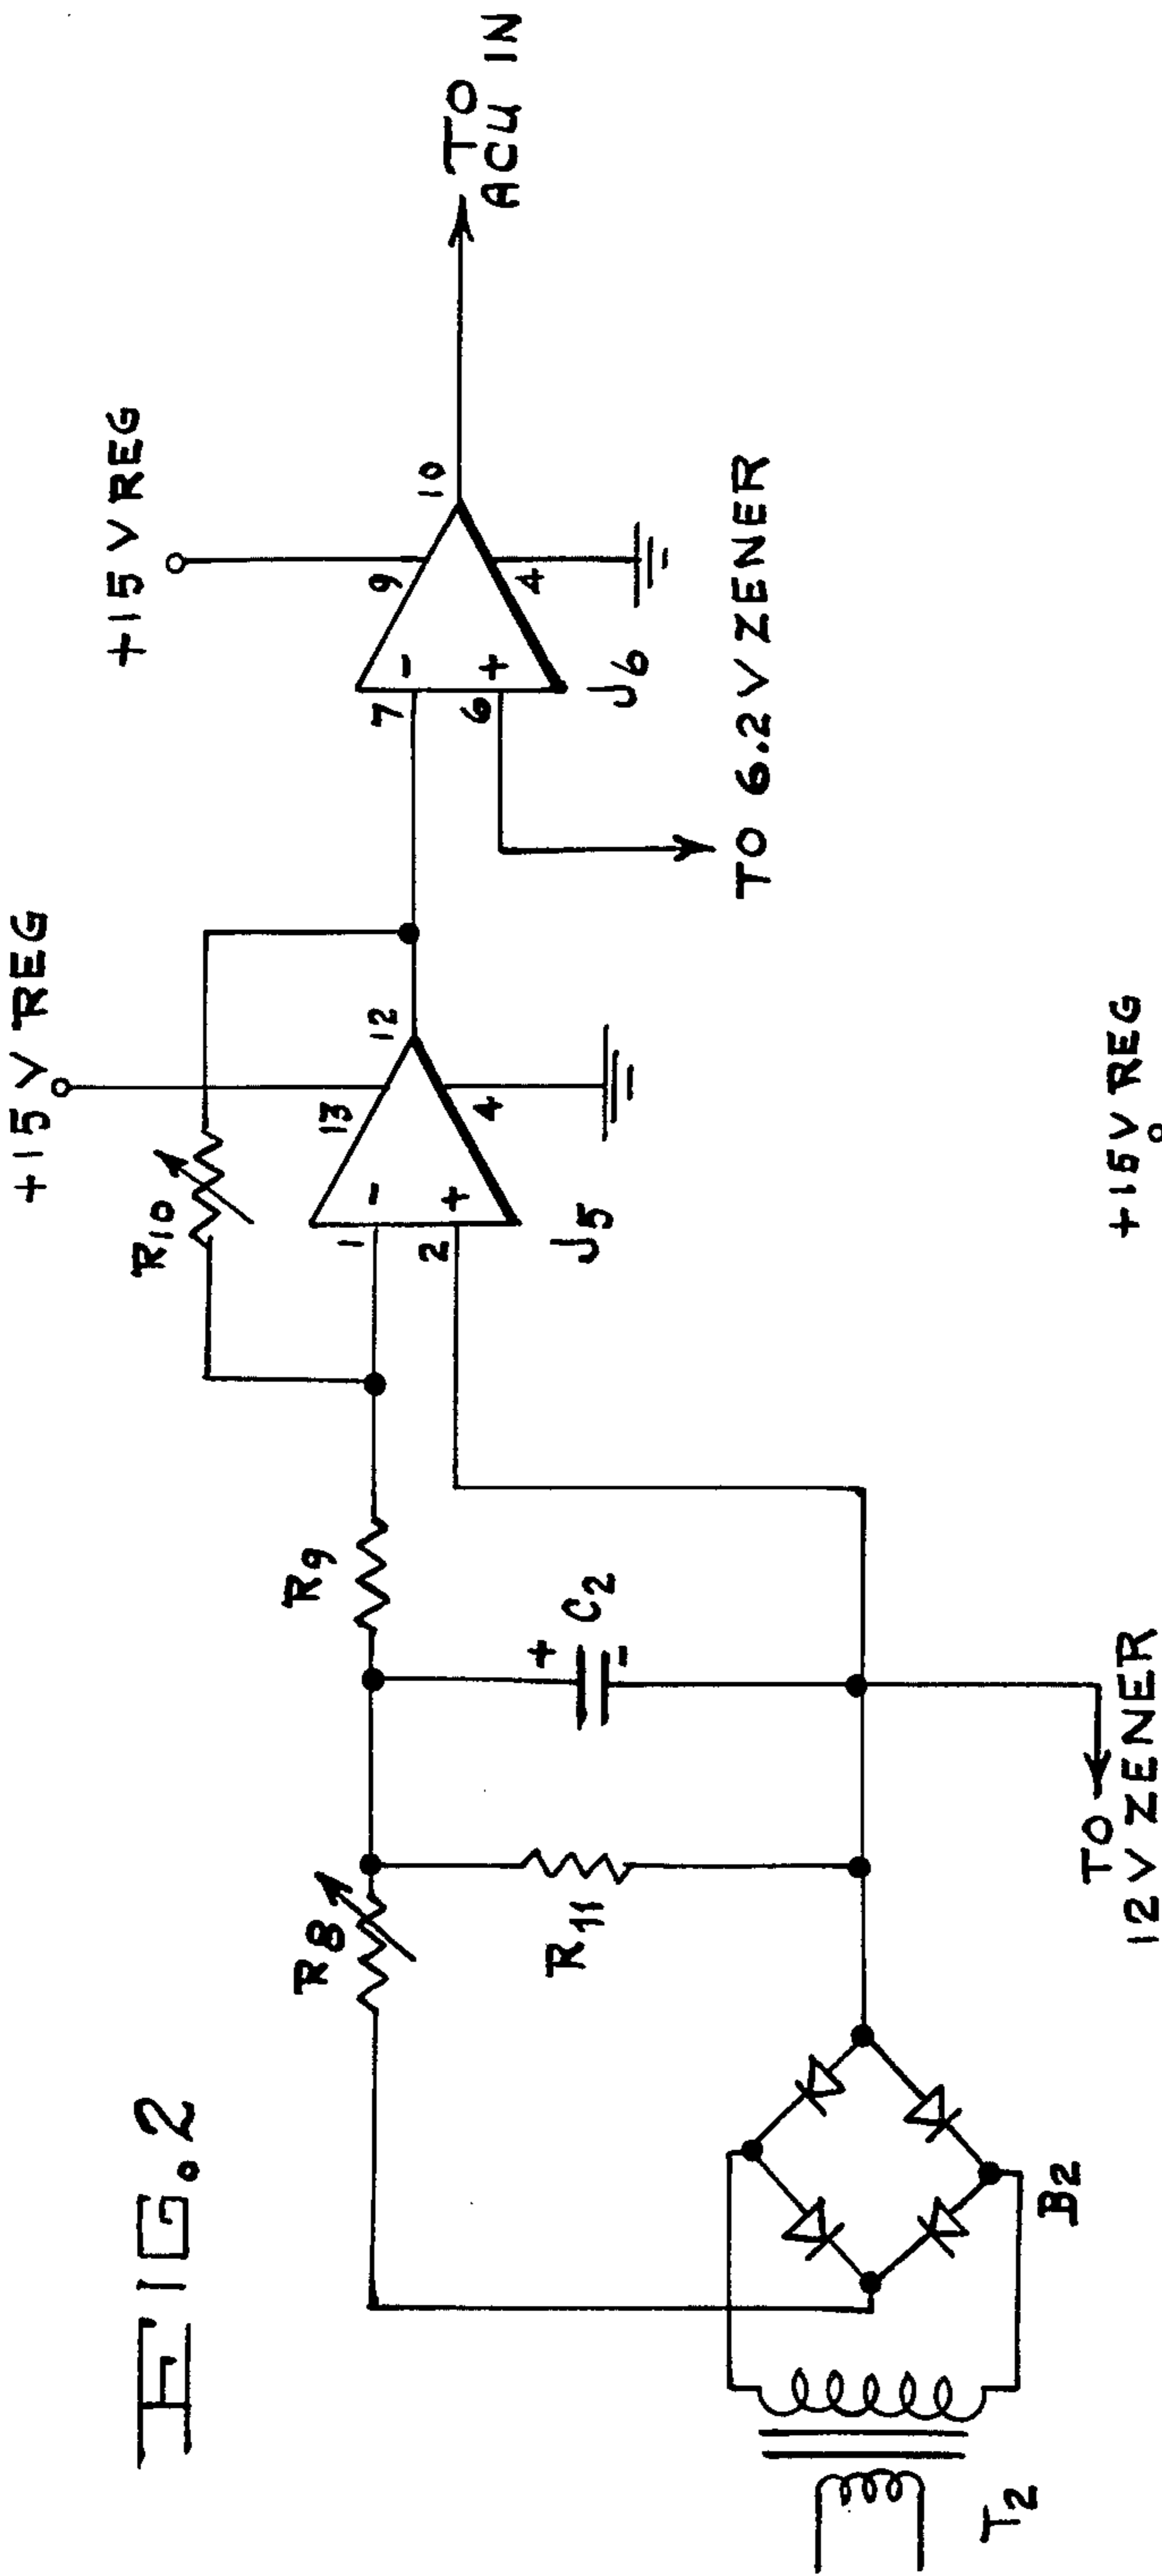 FIG. 2
+15 V REG
+15 V REG
R10
13
12
1
-
2
+
4
J5
9
10
7
-
6
+
4
J6
TO
ACU IN
TO 6.2 V ZENER
R8
R9
R11
+
C2
-
TO
12 V ZENER
T2
B2
+15 V REG